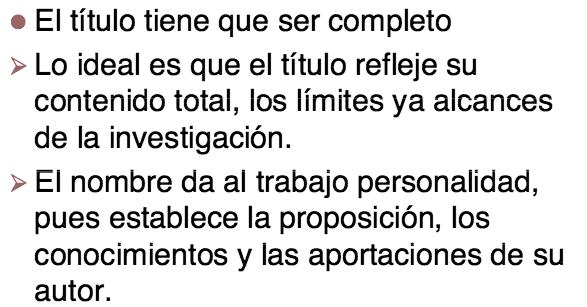 ● El título tiene que ser completo
➢ Lo ideal es que el título refleje su
contenido total, los límites ya alcances
de la investigación.
➢ El nombre da al trabajo personalidad,
pues establece la proposición, los
conocimientos y las aportaciones de su
autor.